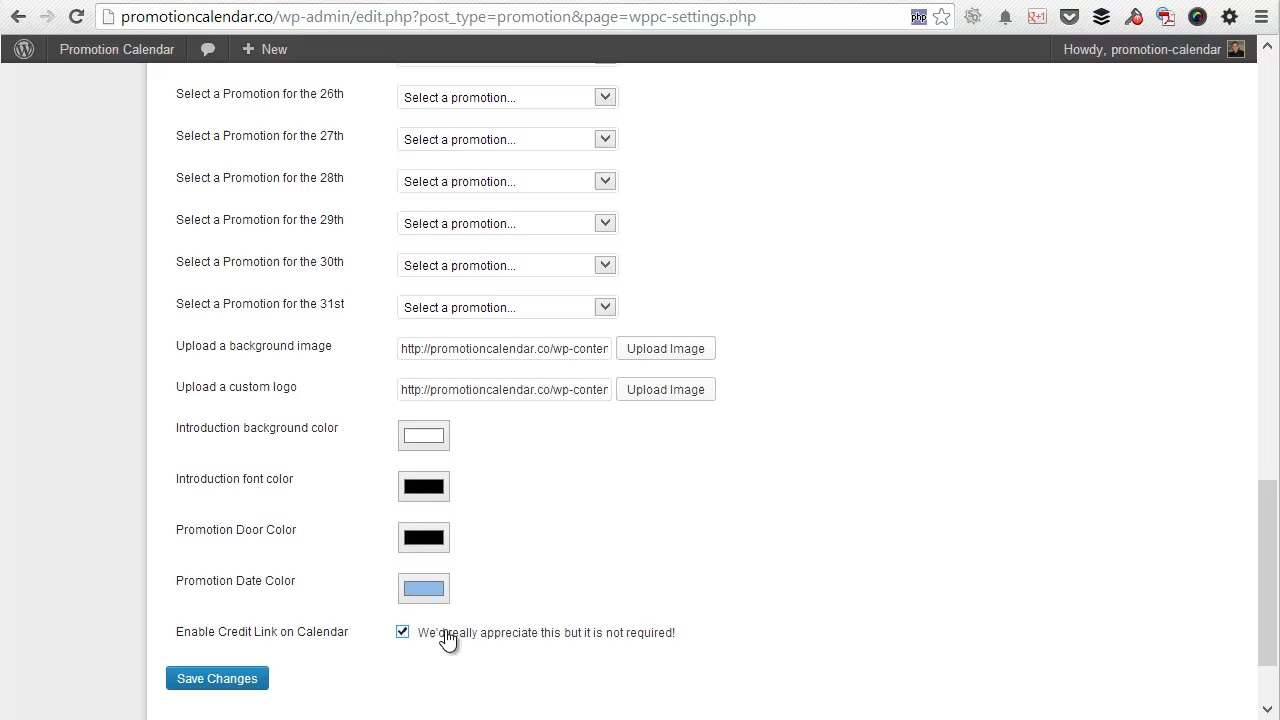 promotioncalendar.co/wp-admin/edit.php?post_type=promotion&page=wppc-settings.php
php
Promotion Calendar
New
Howdy, promotion-calendar
Select a Promotion for the 26th
Select a promotion...
Select a Promotion for the 27th
Select a promotion...
Select a Promotion for the 28th
Select a promotion...
Select a Promotion for the 29th
Select a promotion...
Select a Promotion for the 30th
Select a promotion...
Select a Promotion for the 31st
Select a promotion...
Upload a background image
http://promotioncalendar.co/wp-conten
Upload Image
Upload a custom logo
http://promotioncalendar.co/wp-conten
Upload Image
Introduction background color
Introduction font color
Promotion Door Color
Promotion Date Color
Enable Credit Link on Calendar
We'd really appreciate this but it is not required!
Save Changes